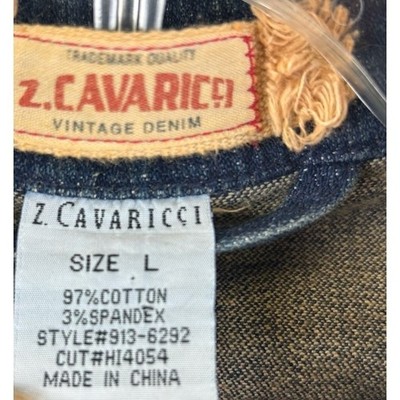 TRADEMARK QUALITY
Z.CAVARICCI
VINTAGE DENIM
Z. CAVARICCI
SIZE L
97%COTTON
3%SPANDEX
STYLE#913-6292
CUT#HI4054
MADE IN CHINA